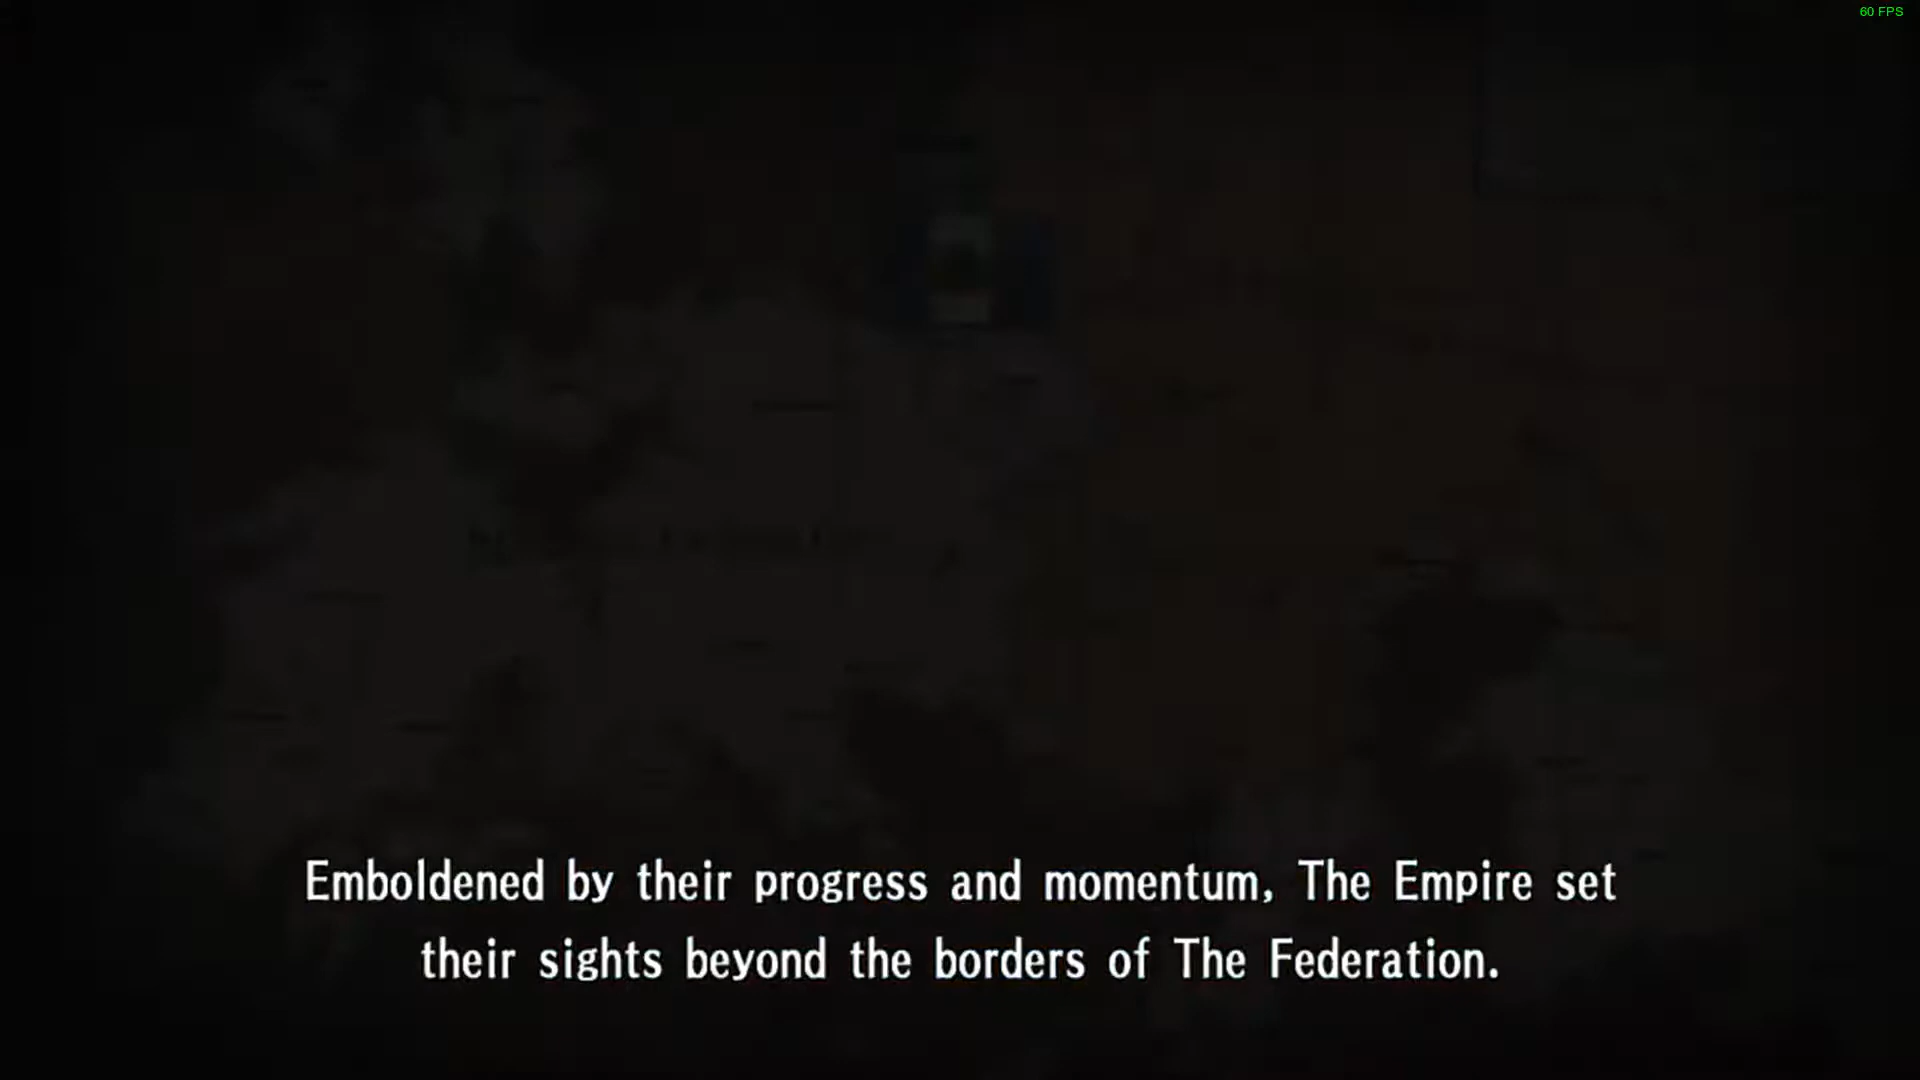 60 FPS
Emboldened by their progress and momentum, The Empire set
their sights beyond the borders of The Federation.